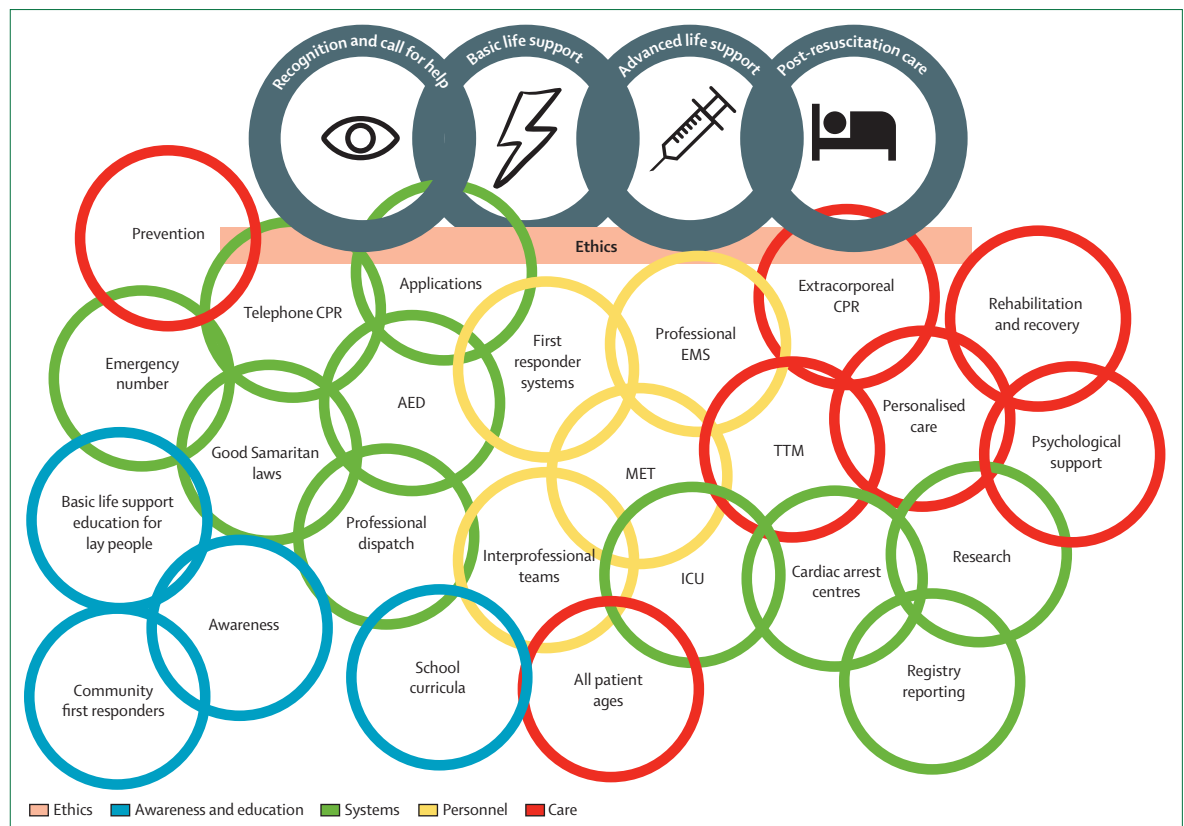 Recognition and call for help
Basic life support
Advanced life support
Post-resuscitation care
Ethics
Prevention
Telephone CPR
Applications
Emergency
number
First
responder
systems
Professional
EMS
Extracorporeal
CPR
Rehabilitation
and recovery
AED
Good Samaritan
laws
MET
TTM
Personalised
care
Psychological
support
Basic life support
education for
lay people
Professional
dispatch
Interprofessional
teams
ICU
Cardiac arrest
centres
Research
Awareness
Community
first responders
School
curricula
All patient
ages
Registry
reporting
Ethics
Awareness and education
Systems
Personnel
Care